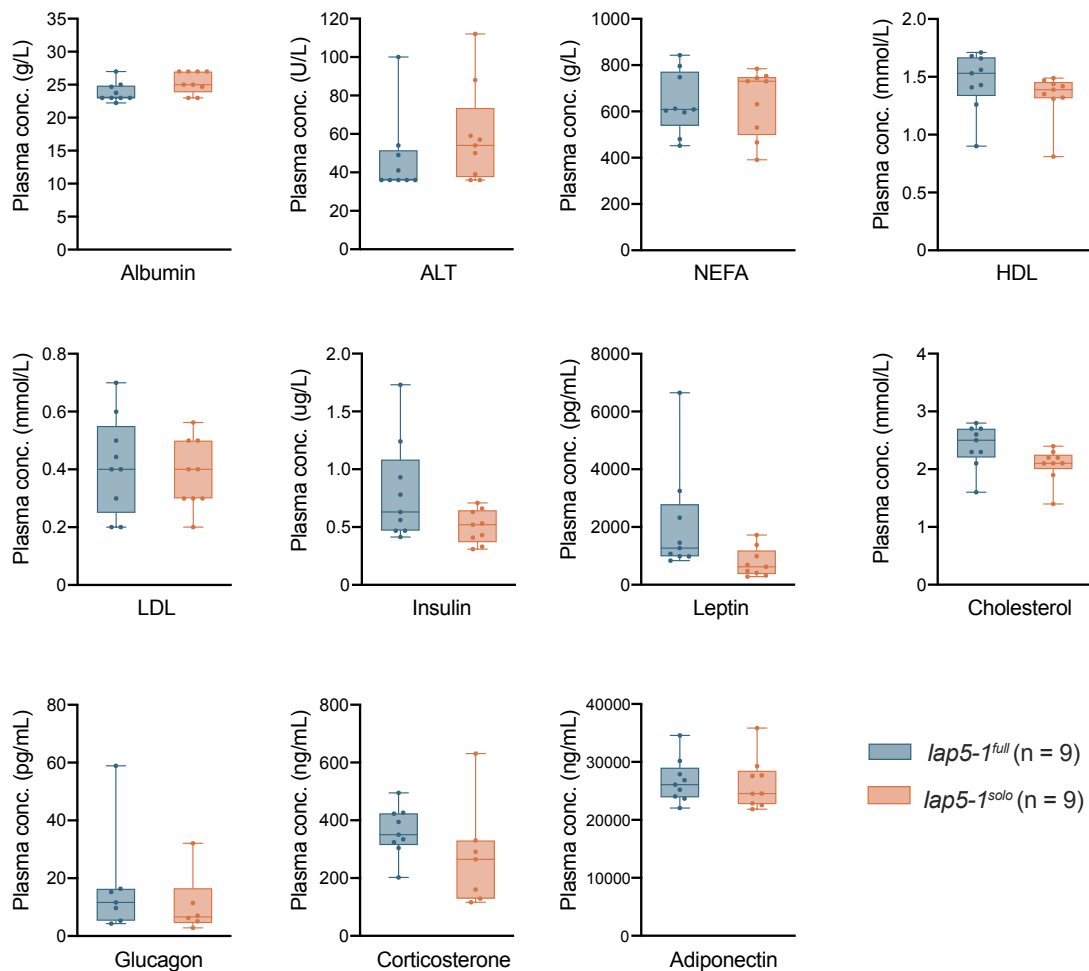 Plasma conc. (g/L)
35
30
25
20
15
10
5
0
Albumin
Plasma conc. (U/L)
120
100
80
60
40
20
0
ALT
Plasma conc. (g/L)
1000
800
600
400
200
0
NEFA
Plasma conc. (mmol/L)
2.0
1.5
1.0
0.5
0
HDL
Plasma conc. (mmol/L)
0.8
0.6
0.4
0.2
0
LDL
Plasma conc. (ug/L)
2.0
1.5
1.0
0.5
0
Insulin
Plasma conc. (pg/mL)
8000
6000
4000
2000
0
Leptin
Plasma conc. (mmol/L)
4
3
2
1
0
Cholesterol
Plasma conc. (pg/mL)
80
60
40
20
0
Glucagon
Plasma conc. (ng/mL)
800
600
400
200
0
Corticosterone
Plasma conc. (pg/mL)
40000
30000
20000
10000
0
Adiponectin
lap5-1full (n = 9)
lap5-1solo (n = 9)